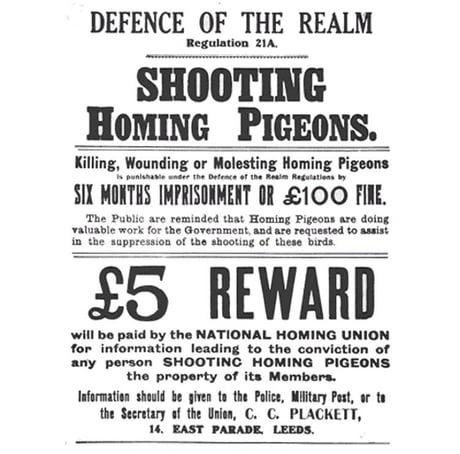 DEFENCE OF THE REALM
Regulation 21A.
SHOOTING
HOMING PIGEONS.
Killing, Wounding or Molesting Homing Pigeons
is punishable under the Defence of the Realm Regulations by
SIX MONTHS IMPRISONMENT OR £100 FINE.
The Public are reminded that Homing Pigeons are doing
valuable work for the Government, and are requested to assist
in the suppression of the shooting of these birds.
£5 REWARD
will be paid by the NATIONAL HOMING UNION
for information leading to the conviction of
any person SHOOTING HOMING PIGEONS
the property of its Members.
Information should be given to the Police, Military Post, or to
the Secretary of the Union, C. C. PLACKETT,
14. EAST PARADE, LEEDS.